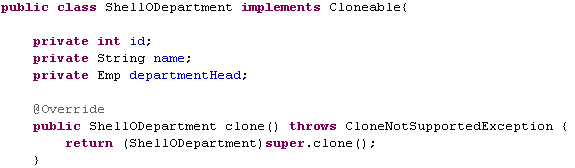 public class ShellODepartment implements Cloneable{
private int id;
private String name;
private Emp departmentHead;
@Override
public ShellODepartment clone() throws CloneNotSupportedException {
return (ShellODepartment)super.clone();
}